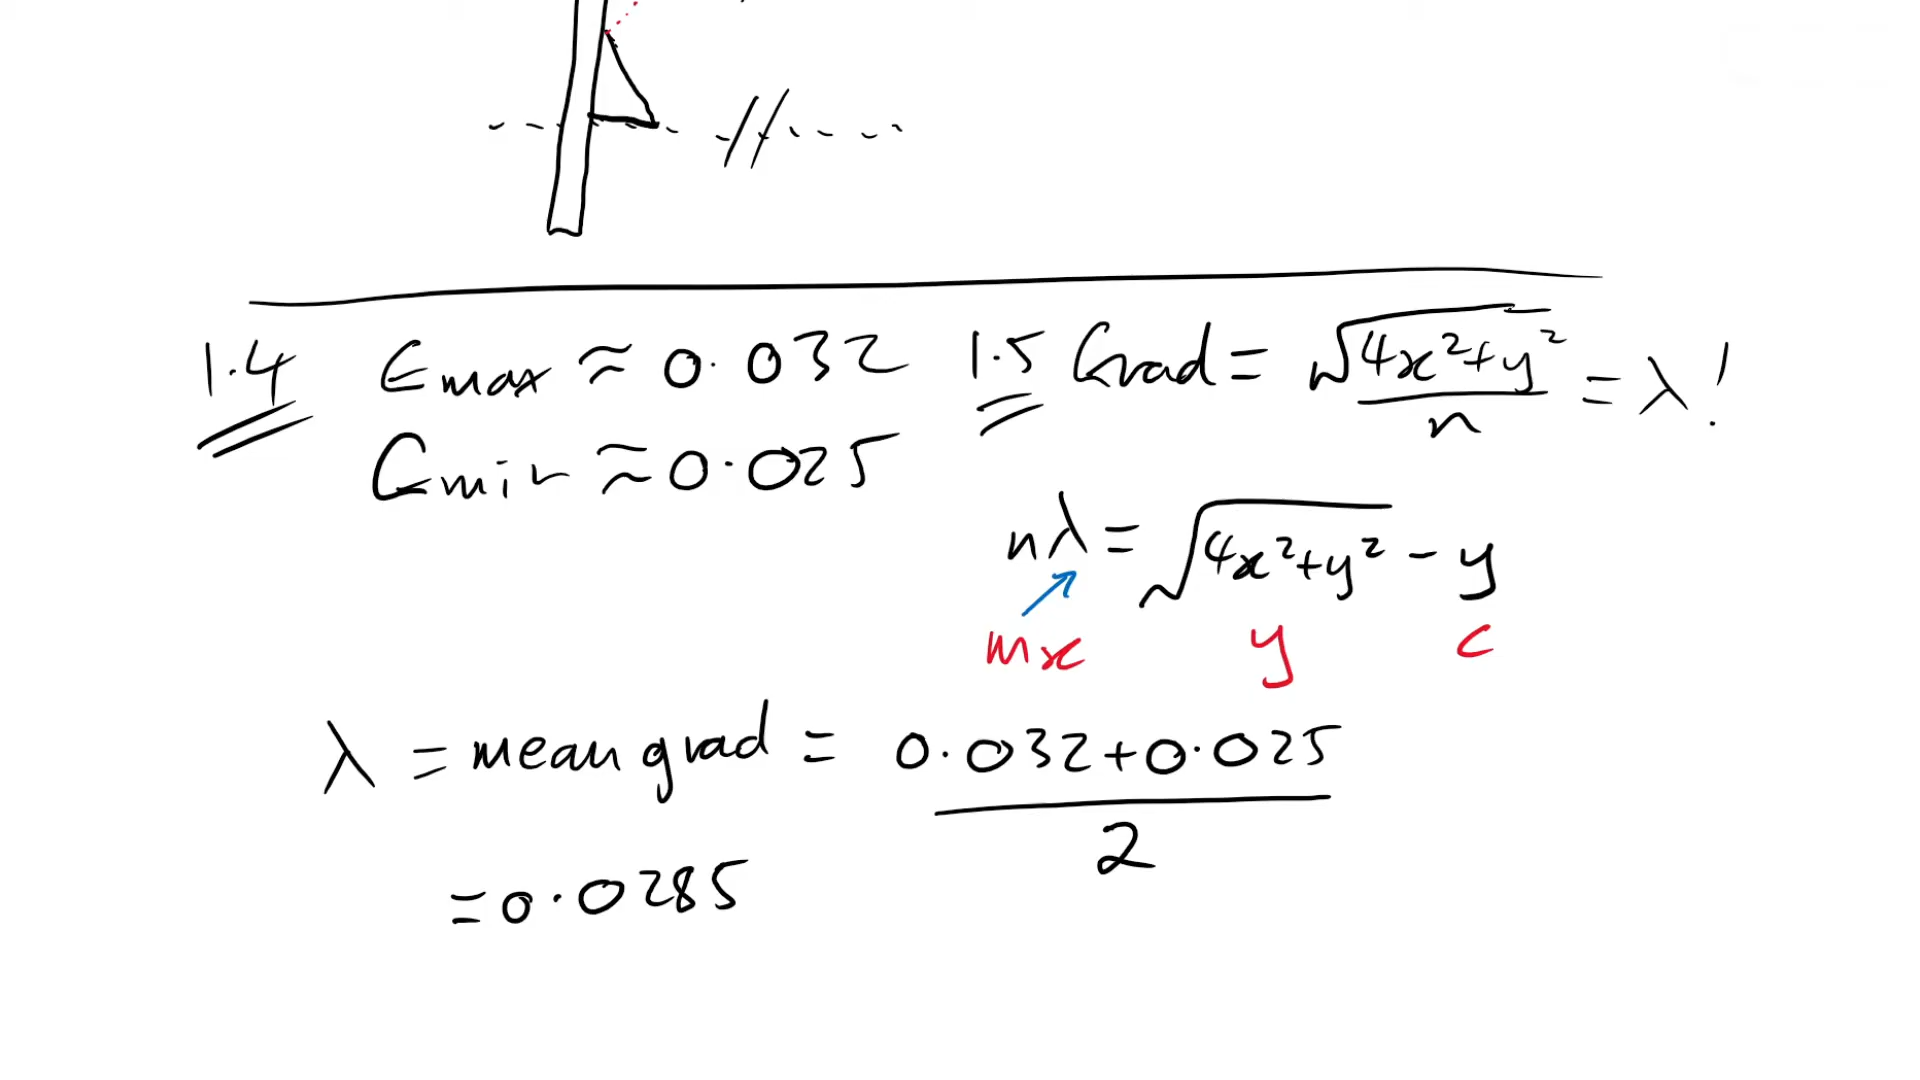 1.4 Gmax ≈ 0.032
Gmin ≈ 0.025
1.5 Grad = √(4x²+y²) / n = λ!
nλ = √(4x²+y²) - y
mx y c
λ = mean grad = (0.032+0.025) / 2
= 0.0285